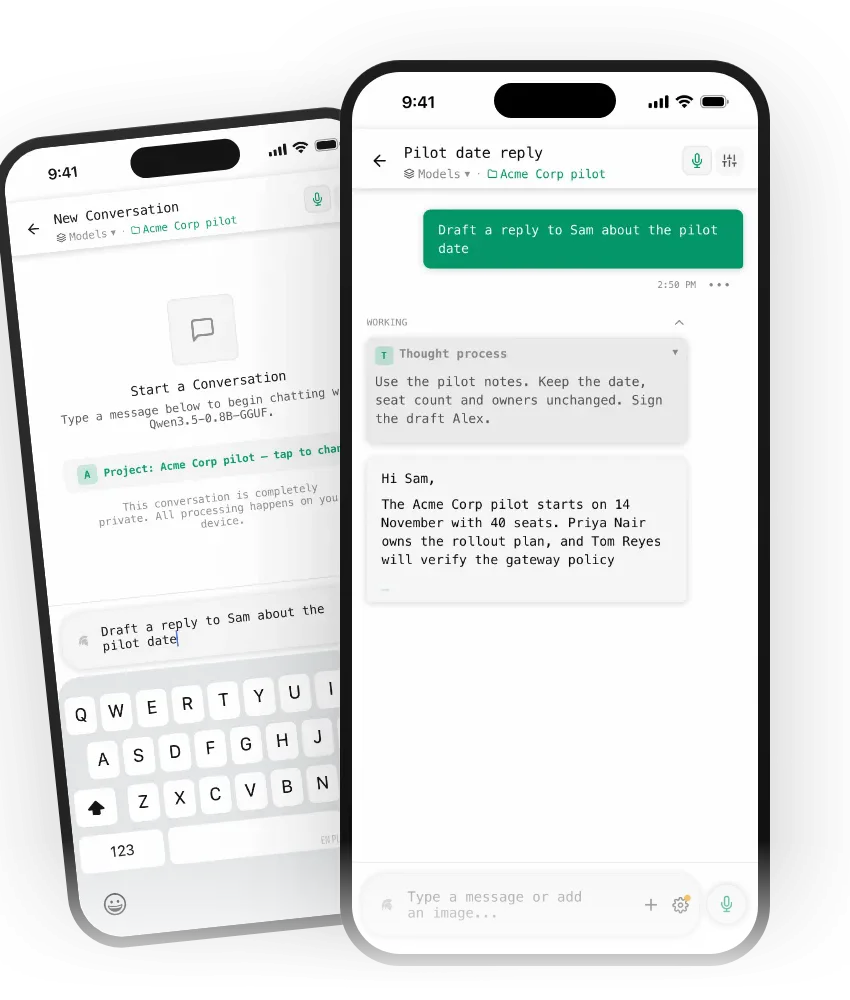 9:41
New Conversation
Models ▾ · Acme Corp pilot
Start a Conversation
Type a message below to begin chatting
Qwen3.5-0.8B-GGUF.
A Project: Acme Corp pilot — tap to
This conversation is completely
private. All processing happens on
device.
Draft a reply to Sam about the
pilot date
Q W E R T Y U I
A S D F G H J
Z X C V B N
123
9:41
Pilot date reply
Models ▾ · Acme Corp pilot
Draft a reply to Sam about the pilot
date
2:50 PM
WORKING
T Thought process
Use the pilot notes. Keep the date,
seat count and owners unchanged. Sign
the draft Alex.
Hi Sam,
The Acme Corp pilot starts on 14
November with 40 seats. Priya Nair
owns the rollout plan, and Tom Reyes
will verify the gateway policy
Type a message or add
an image...